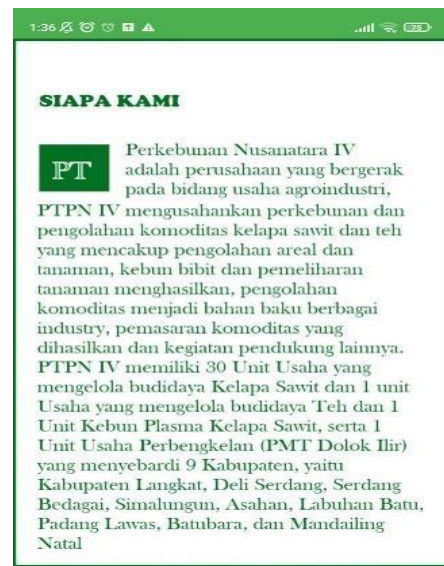 1:36
SIAPA KAMI
PT Perkebunan Nusanatara IV
adalah perusahaan yang bergerak
pada bidang usaha agroindustri,
PTPN IV mengusahankan perkebunan dan
pengolahan komoditas kelapa sawit dan teh
yang mencakup pengolahan areal dan
tanaman, kebun bibit dan pemeliharan
tanaman menghasilkan, pengolahan
komoditas menjadi bahan baku berbagai
industry, pemasaran komoditas yang
dihasilkan dan kegiatan pendukung lainnya.
PTPN IV memiliki 30 Unit Usaha yang
mengelola budidaya Kelapa Sawit dan 1 unit
Usaha yang mengelola budidaya Teh dan 1
Unit Kebun Plasma Kelapa Sawit, serta 1
Unit Usaha Perbengkelan (PMT Dolok Ilir)
yang menyebardi 9 Kabupaten, yaitu
Kabupaten Langkat, Deli Serdang, Serdang
Bedagai, Simalungun, Asahan, Labuhan Batu,
Padang Lawas, Batubara, dan Mandailing
Natal